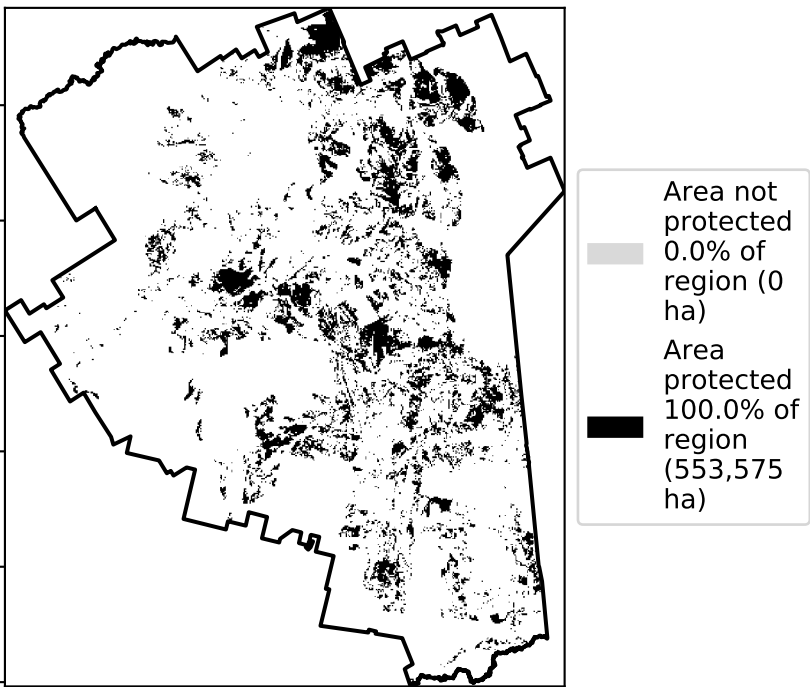 Area not
protected
0.0% of
region (0
ha)
Area
protected
100.0% of
region
(553,575
ha)